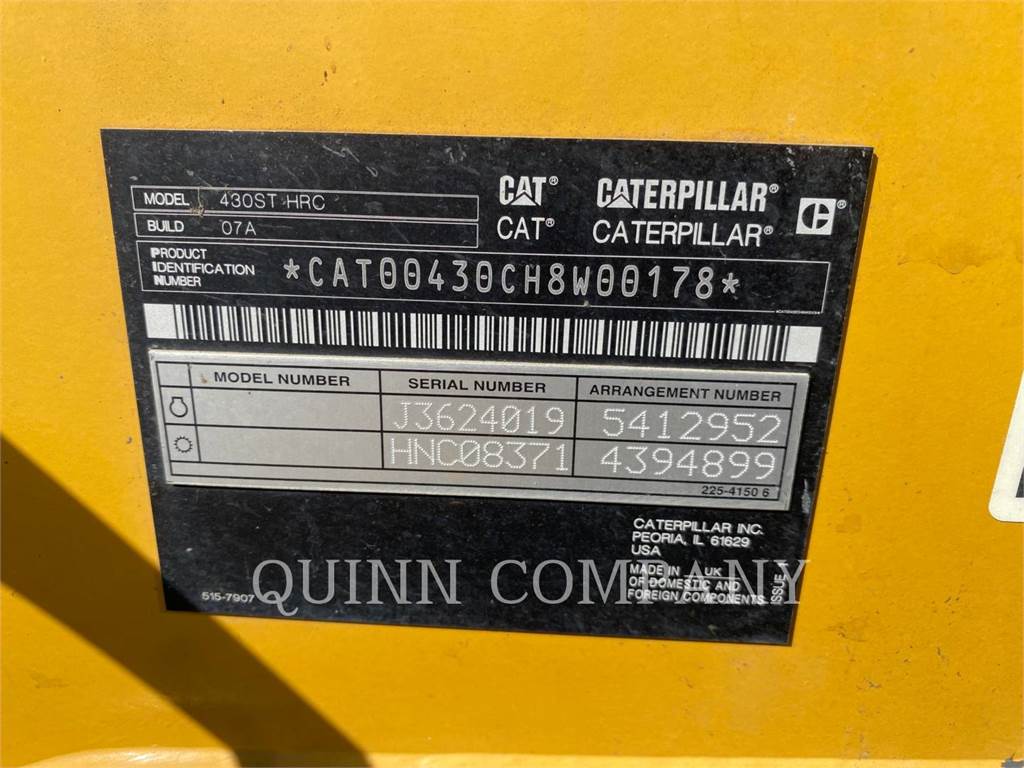 MODEL 430ST HRC
BUILD 07A
CAT® CATERPILLAR®
CAT® CATERPILLAR® C®
PRODUCT
IDENTIFICATION
NUMBER
*CAT00430CH8W00178*
MODEL NUMBER SERIAL NUMBER ARRANGEMENT NUMBER
J3624019 5412952
HNC08371 4394899
225-4150 6
CATERPILLAR INC.
PEORIA, IL 61629
USA
MADE IN UK
OF DOMESTIC AND
FOREIGN COMPONENTS
ISSUE 1
515-7907
QUINN COMPANY